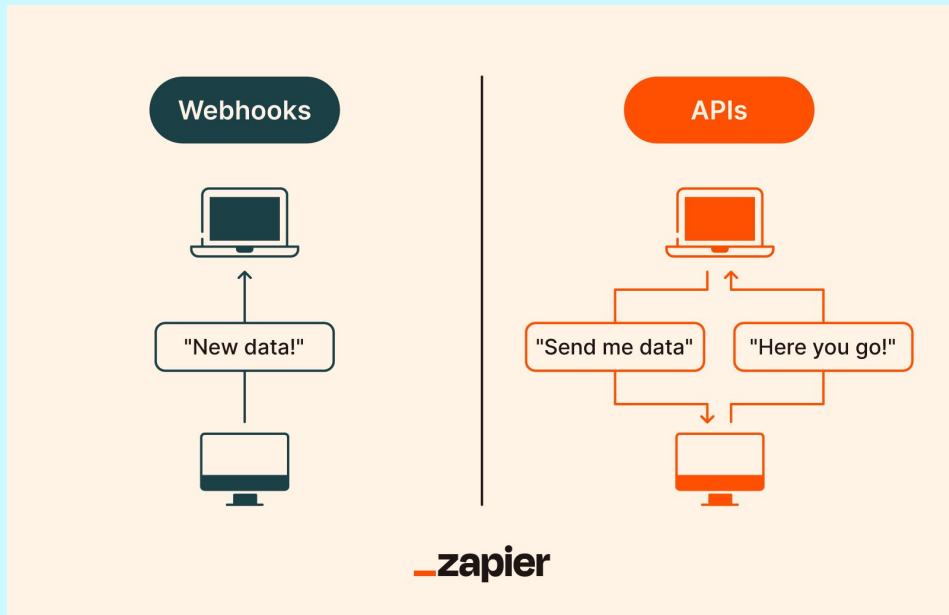 Webhooks
"New data!"
APIs
"Send me data"
"Here you go!"
_zapier